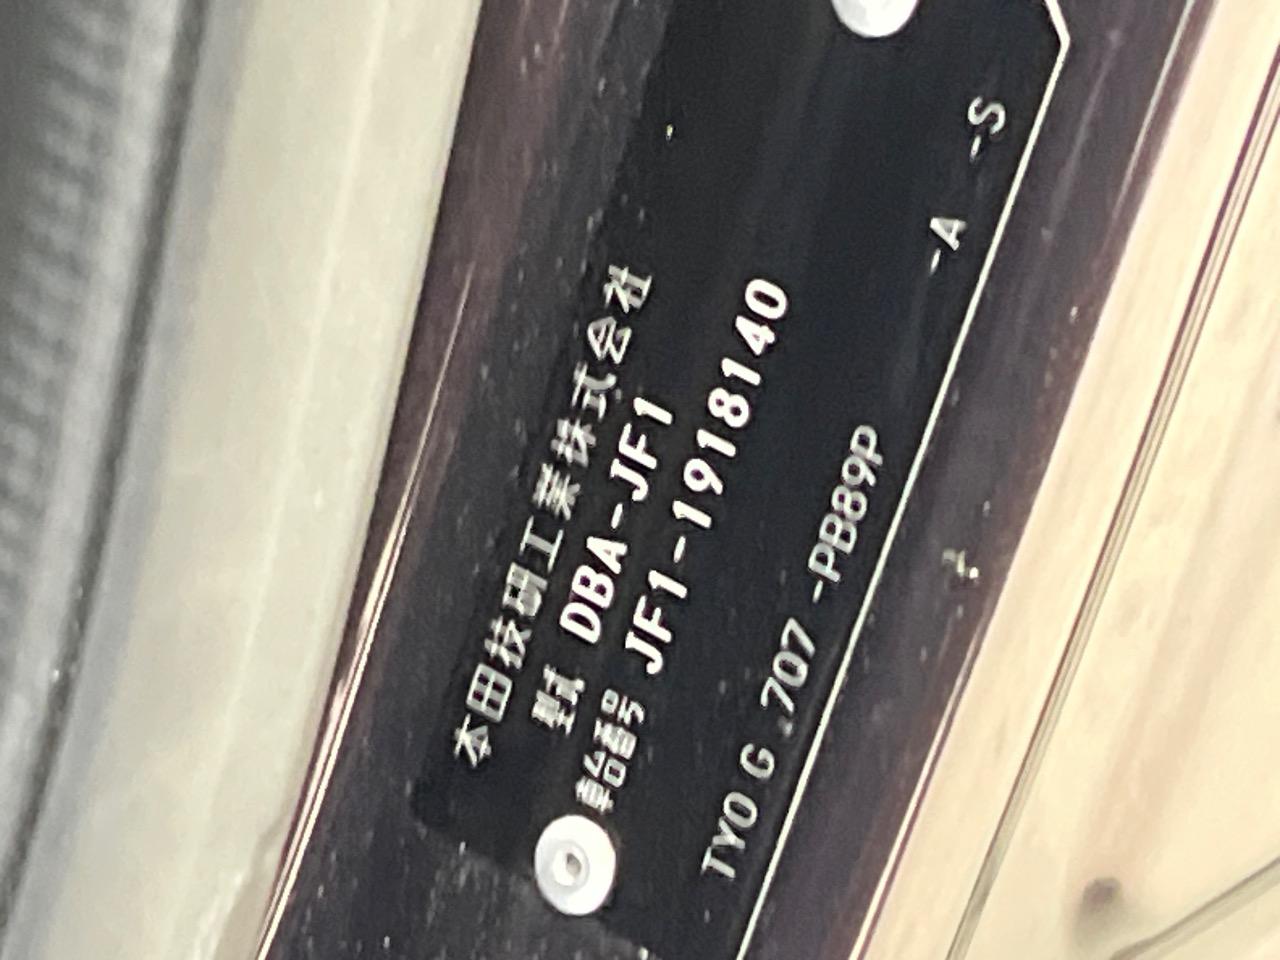 本田技研工業株式会社
型式 DBA-JF1
車台番号 JF1-1918140
TYO G .707 -PB89P -A -S